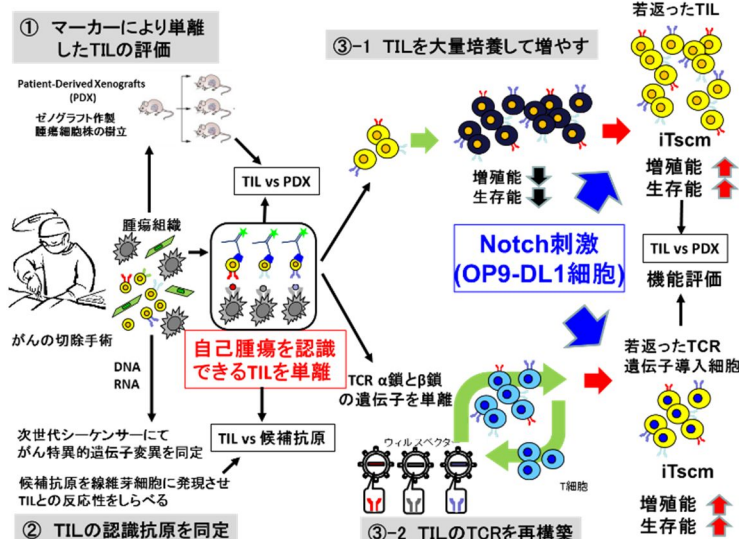 ① マーカーにより単離
したTILの評価
Patient-Derived Xenografts
(PDX)
ゼノグラフト作製
腫瘍細胞株の樹立
TIL vs PDX
腫瘍組織
がんの切除手術
自己腫瘍を認識
できるTILを単離
DNA
RNA
次世代シーケンサーにて
がん特異的遺伝子変異を同定
候補抗原を線維芽細胞に発現させ
TILとの反応性をしらべる
TIL vs 候補抗原
② TILの認識抗原を同定
③-1 TILを大量培養して増やす
増殖能
生存能
若返ったTIL
iTscm
増殖能
生存能
Notch刺激
(OP9-DL1細胞)
TIL vs PDX
機能評価
TCR α鎖とβ鎖
の遺伝子を単離
ウィルスベクター
T細胞
若返ったTCR
遺伝子導入細胞
iTscm
増殖能
生存能
③-2 TILのTCRを再構築